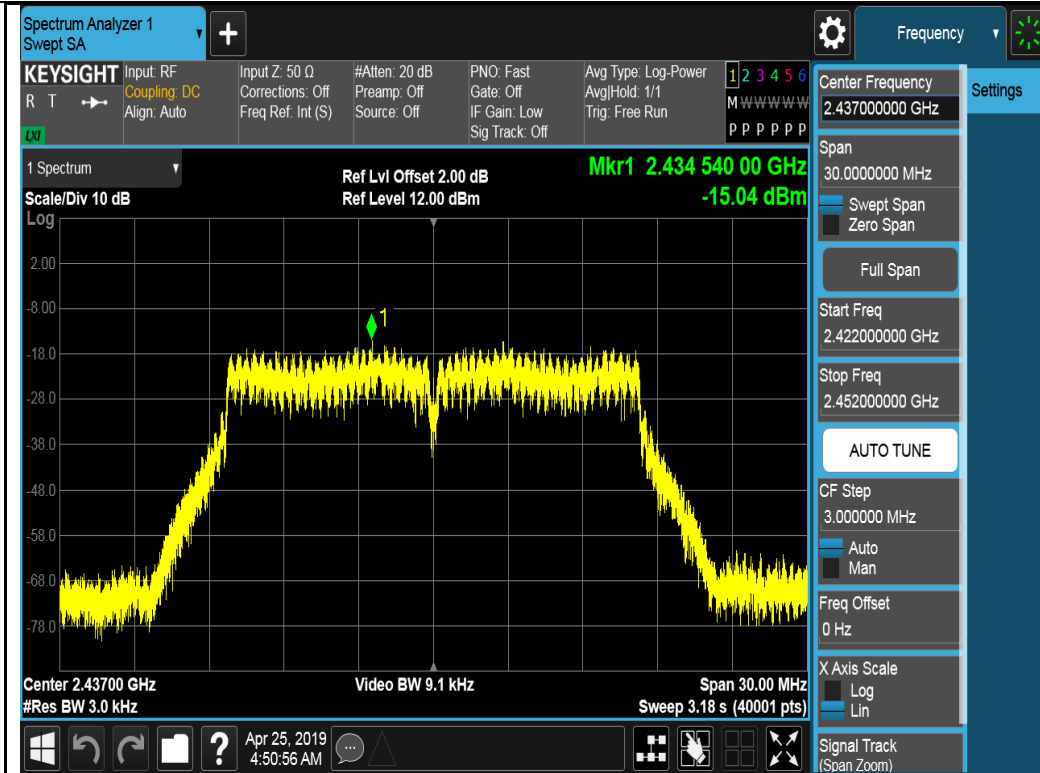 Spectrum Analyzer 1
Swept SA
+
Frequency
KEYSIGHT
R T
LXI
Input: RF
Coupling: DC
Align: Auto
Input Z: 50 Ω
Corrections: Off
Freq Ref: Int (S)
#Atten: 20 dB
Preamp: Off
Source: Off
PNO: Fast
Gate: Off
IF Gain: Low
Sig Track: Off
Avg Type: Log-Power
Avg|Hold: 1/1
Trig: Free Run
1 2 3 4 5 6
M W W W W W
P P P P P P
1 Spectrum
Scale/Div 10 dB
Log
Ref Lvl Offset 2.00 dB
Ref Level 12.00 dBm
Mkr1 2.434 540 00 GHz
-15.04 dBm
2.00
-8.00
-18.0
-28.0
-38.0
-48.0
-58.0
-68.0
-78.0
1
Center 2.43700 GHz
#Res BW 3.0 kHz
Video BW 9.1 kHz
Span 30.00 MHz
Sweep 3.18 s (40001 pts)
Center Frequency
2.437000000 GHz
Settings
Span
30.0000000 MHz
Swept Span
Zero Span
Full Span
Start Freq
2.422000000 GHz
Stop Freq
2.452000000 GHz
AUTO TUNE
CF Step
3.000000 MHz
Auto
Man
Freq Offset
0 Hz
X Axis Scale
Log
Lin
Signal Track
(Span Zoom)
?
Apr 25, 2019
4:50:56 AM